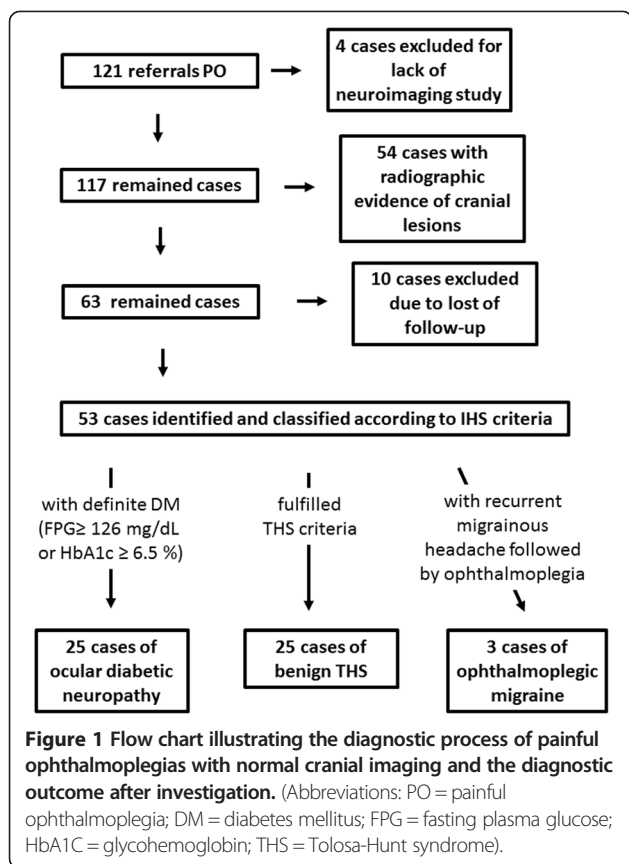 121 referrals PO
4 cases excluded for
lack of
neuroimaging study
117 remained cases
54 cases with
radiographic
evidence of cranial
lesions
63 remained cases
10 cases excluded
due to lost of
follow-up
53 cases identified and classified according to IHS criteria
with definite DM
(FPG≥ 126 mg/dL
or HbA1c ≥ 6.5 %)
fulfilled
THS criteria
with recurrent
migrainous
headache followed
by ophthalmoplegia
25 cases of
ocular diabetic
neuropathy
25 cases of
benign THS
3 cases of
ophthalmoplegic
migraine
Figure 1 Flow chart illustrating the diagnostic process of painful
ophthalmoplegias with normal cranial imaging and the diagnostic
outcome after investigation. (Abbreviations: PO = painful
ophthalmoplegia; DM = diabetes mellitus; FPG = fasting plasma glucose;
HbA1C = glycohemoglobin; THS = Tolosa-Hunt syndrome).